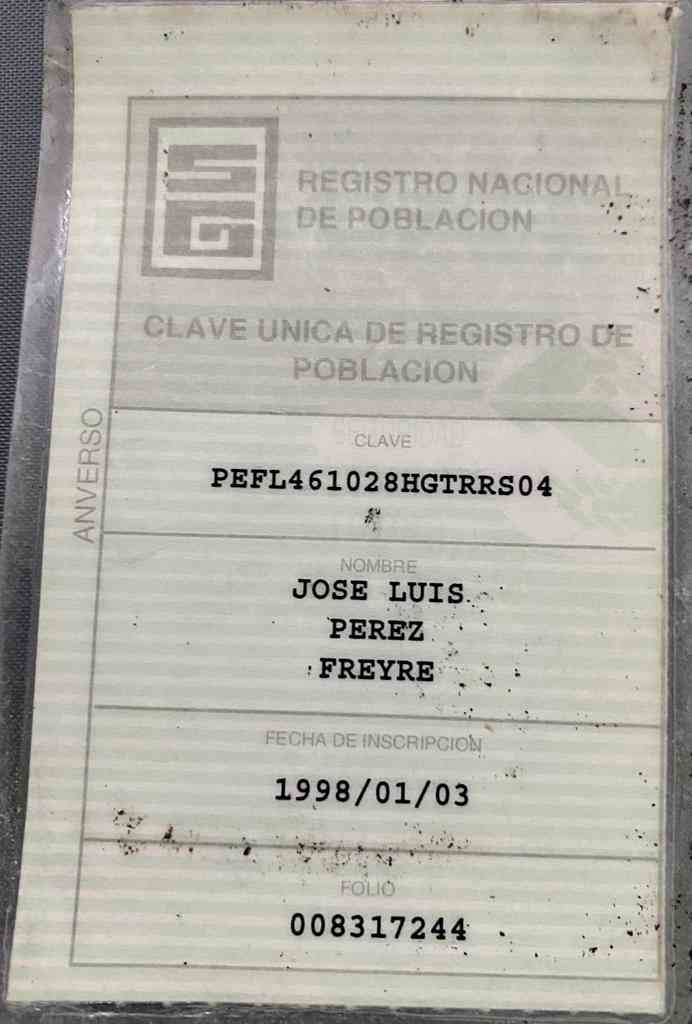 SG
REGISTRO NACIONAL
DE POBLACION
CLAVE UNICA DE REGISTRO DE
POBLACION
ANVERSO
CLAVE
PEFL461028HGTRRS04
NOMBRE
JOSE LUIS
PEREZ
FREYRE
FECHA DE INSCRIPCION
1998/01/03
FOLIO
008317244